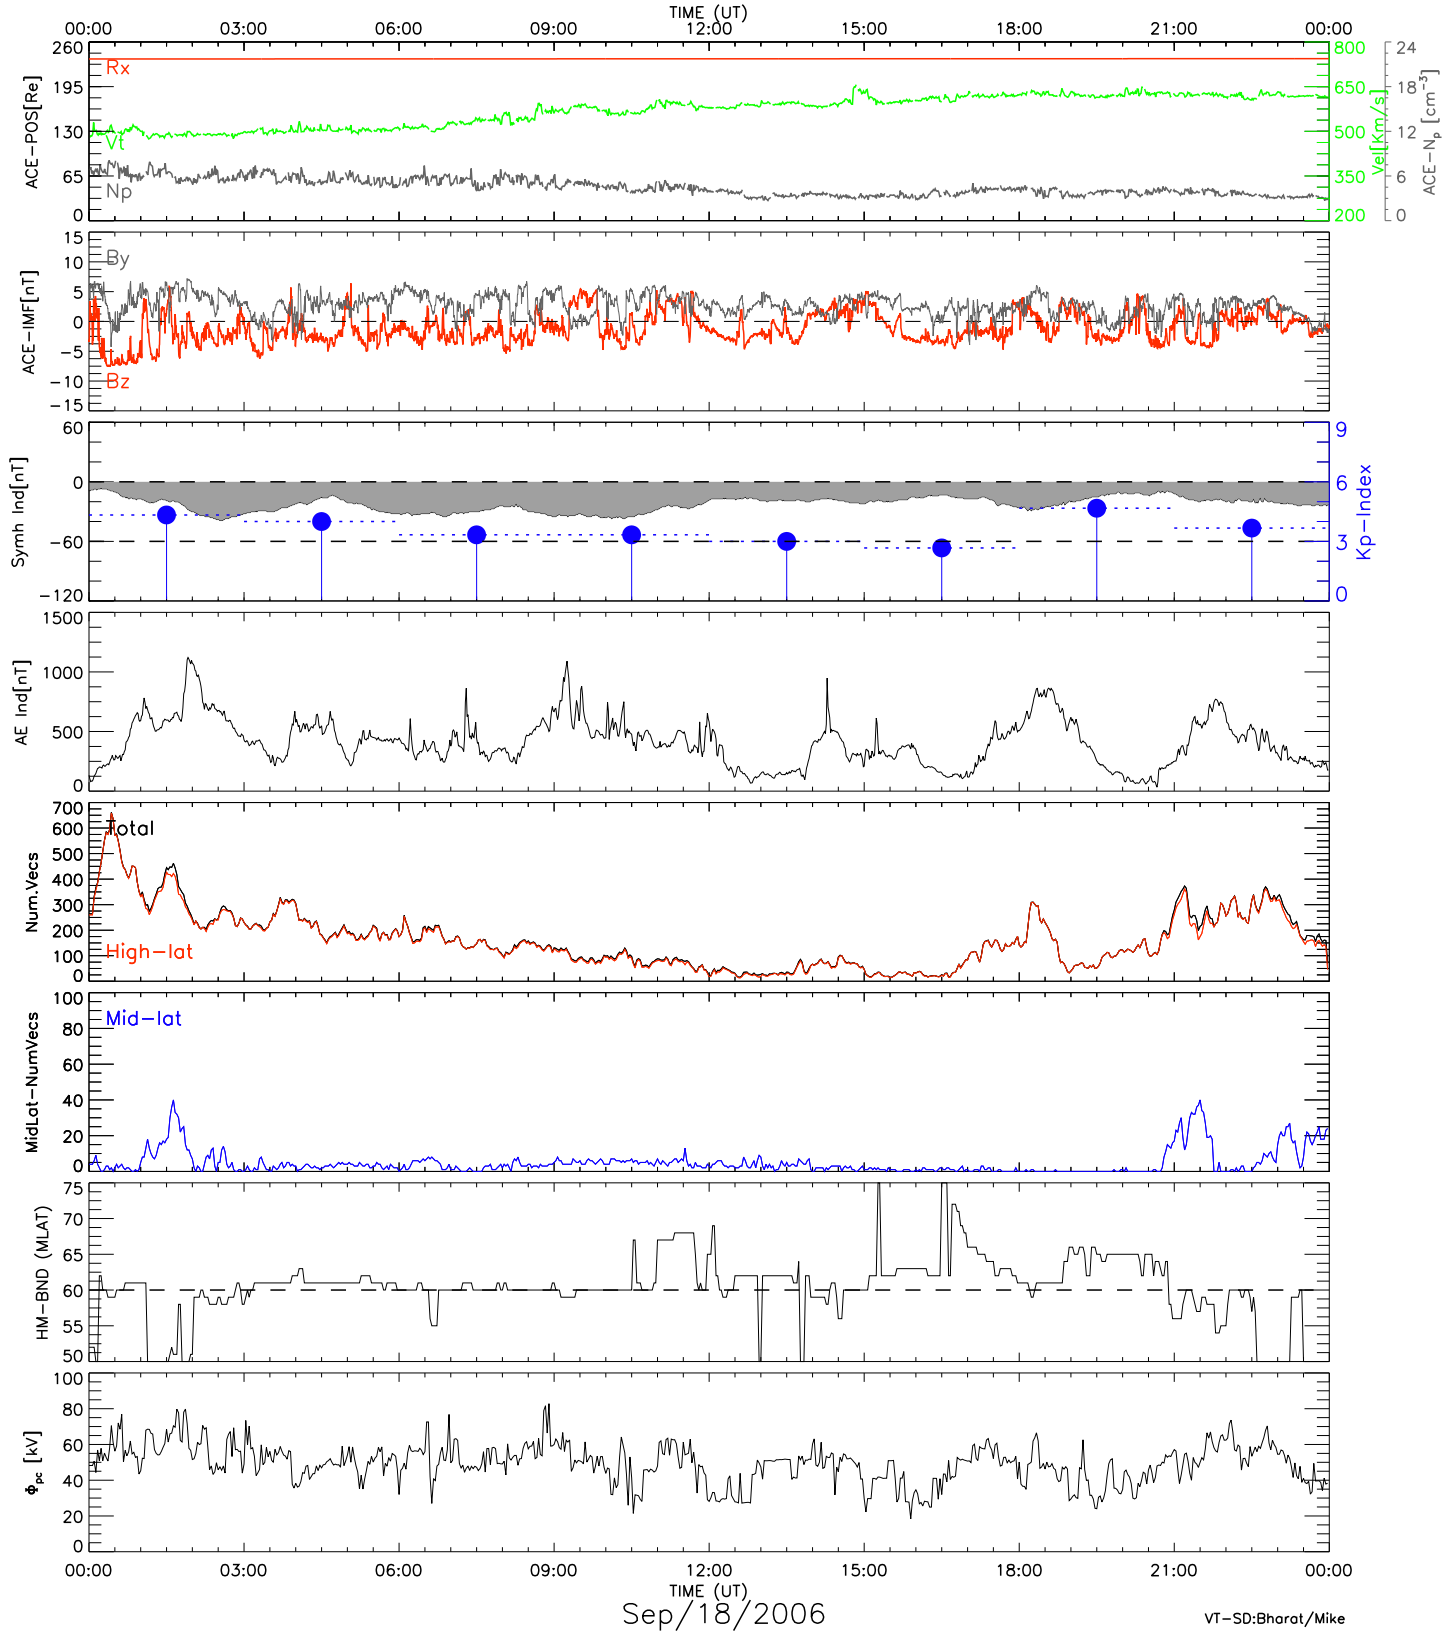 TIME (UT)
00:00 03:00 06:00 09:00 12:00 15:00 18:00 21:00 00:00
ACE-POS[Re]
260
195
130
65
0
Rx
Vt
Np
800
650
500
350
200
Vel[Km/s]
24
18
12
6
0
ACE-Np [cm-3]
ACE-IMF[nT]
15
10
5
0
-5
-10
-15
By
Bz
Symh Ind[nT]
60
0
-60
-120
9
6
3
0
Kp-Index
AE Ind[nT]
1500
1000
500
0
Num.Vecs
700
600
500
400
300
200
100
0
Total
High-lat
MidLat-NumVecs
100
80
60
40
20
0
Mid-lat
HM-BND (MLAT)
75
70
65
60
55
50
Φpc [kV]
100
80
60
40
20
0
00:00 03:00 06:00 09:00 12:00 15:00 18:00 21:00 00:00
TIME (UT)
Sep/18/2006
VT-SD:Bharat/Mike